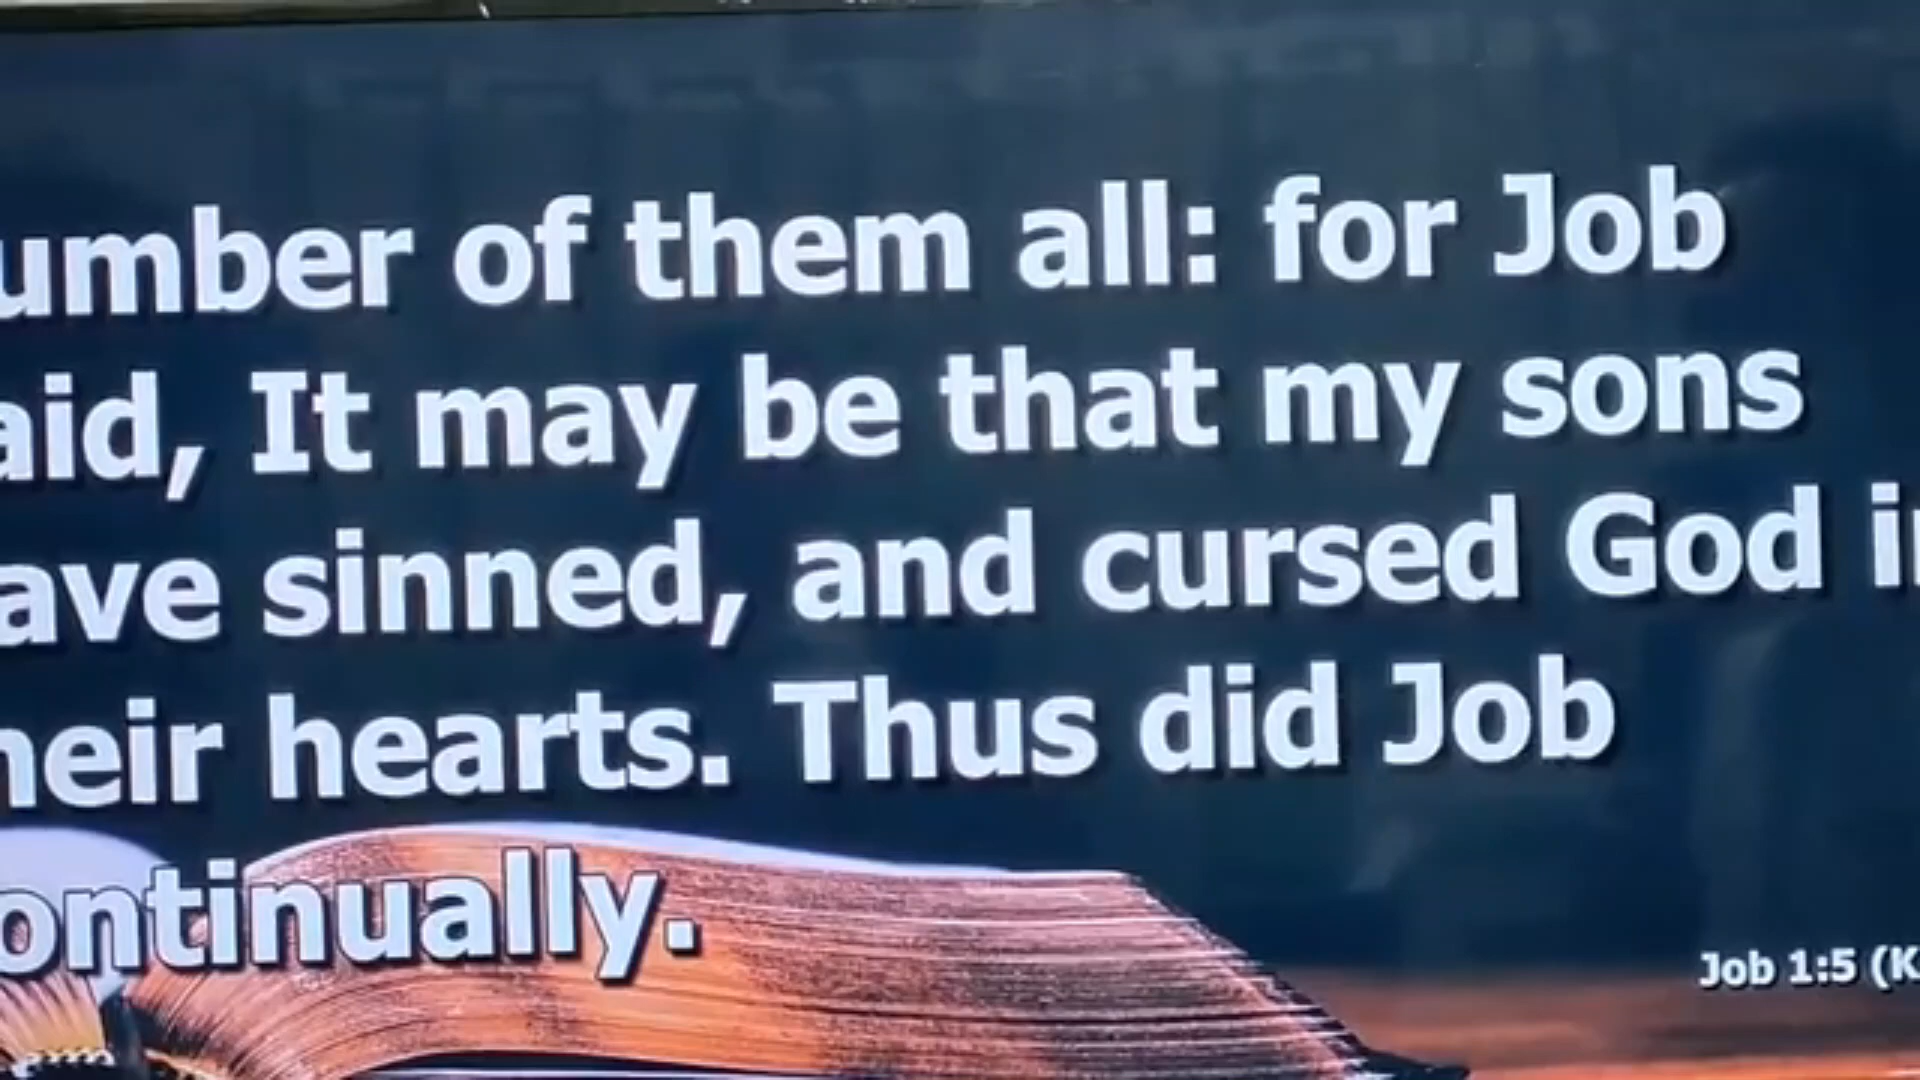 umber of them all: for Job
aid, It may be that my sons
ave sinned, and cursed God in
heir hearts. Thus did Job
ontinually.
Job 1:5 (K